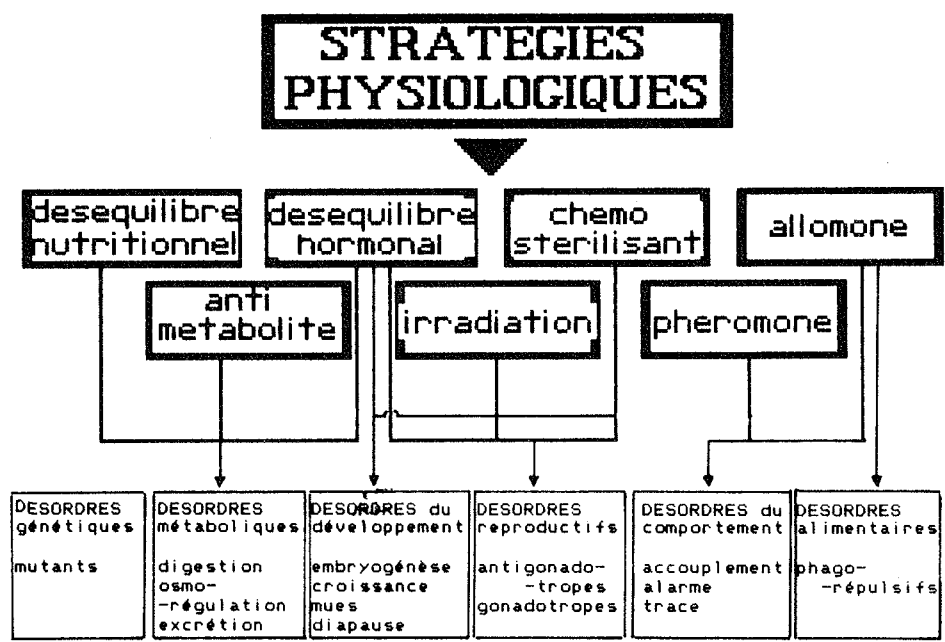 STRATEGIES
PHYSIOLOGIQUES
desequilibre
nutritionnel
desequilibre
hormonal
chemo
sterilisant
allomone
anti
metabolite
irradiation
pheromone
DESORDRES
génétiques
mutants
DESORDRES
métaboliques
digestion
osmo-
-régulation
excrétion
DESORDRES du
développement
embryogénèse
croissance
mues
diapause
DESORDRES
reproductifs
antigonado-
-tropes
gonadotropes
DESORDRES du
comportement
accouplement
alarme
trace
DESORDRES
alimentaires
phago-
-répulsifs